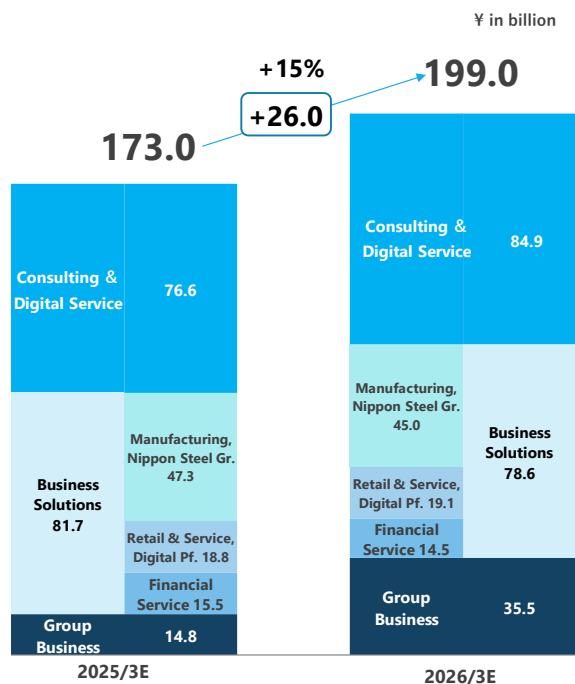 ¥ in billion
+15%
+26.0
173.0
199.0
Consulting &
Digital Service
76.6
Business
Solutions
81.7
Manufacturing,
Nippon Steel Gr.
47.3
Retail & Service,
Digital Pf. 18.8
Financial
Service 15.5
Group
Business
14.8
2025/3E
Consulting &
Digital Service
84.9
Manufacturing,
Nippon Steel Gr.
45.0
Retail & Service,
Digital Pf. 19.1
Financial
Service 14.5
Business
Solutions
78.6
Group
Business
35.5
2026/3E